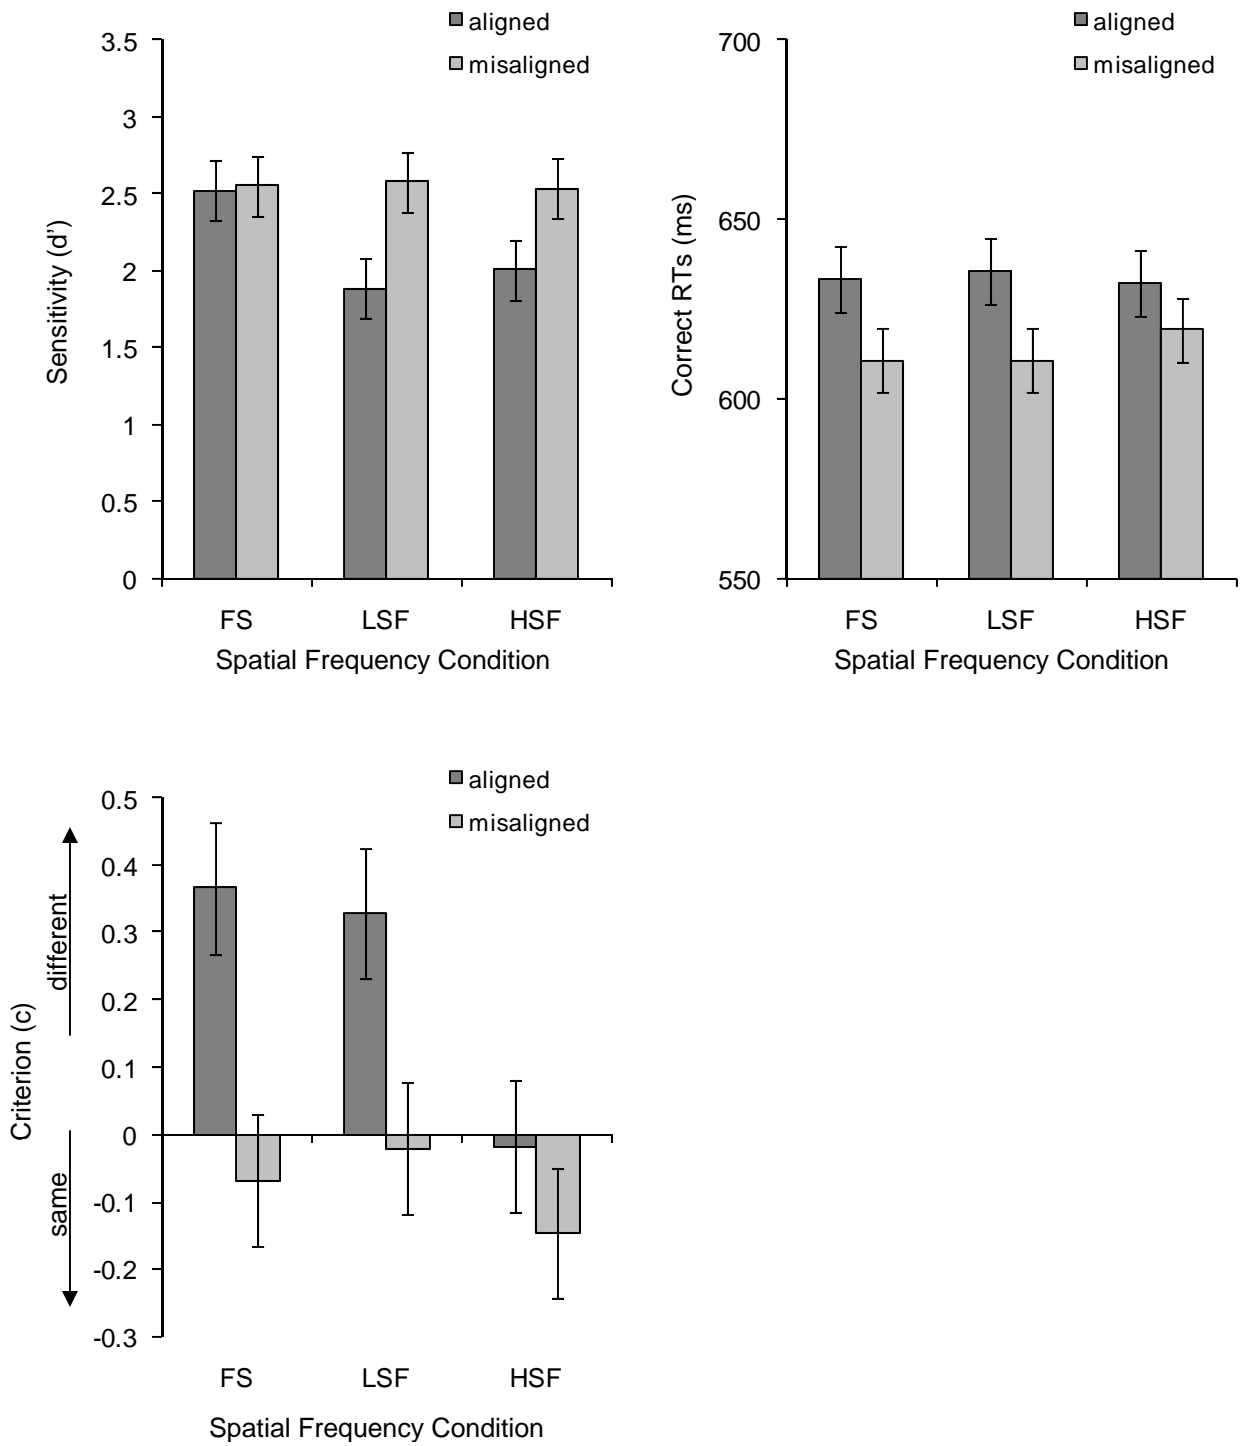 aligned
misaligned
3.5
3
2.5
2
1.5
1
0.5
0
Sensitivity (d’)
FS LSF HSF
Spatial Frequency Condition
aligned
misaligned
700
650
600
550
Correct RTs (ms)
FS LSF HSF
Spatial Frequency Condition
aligned
misaligned
0.5
0.4
0.3
0.2
0.1
0
-0.1
-0.2
-0.3
Criterion (c)
different
same
FS LSF HSF
Spatial Frequency Condition